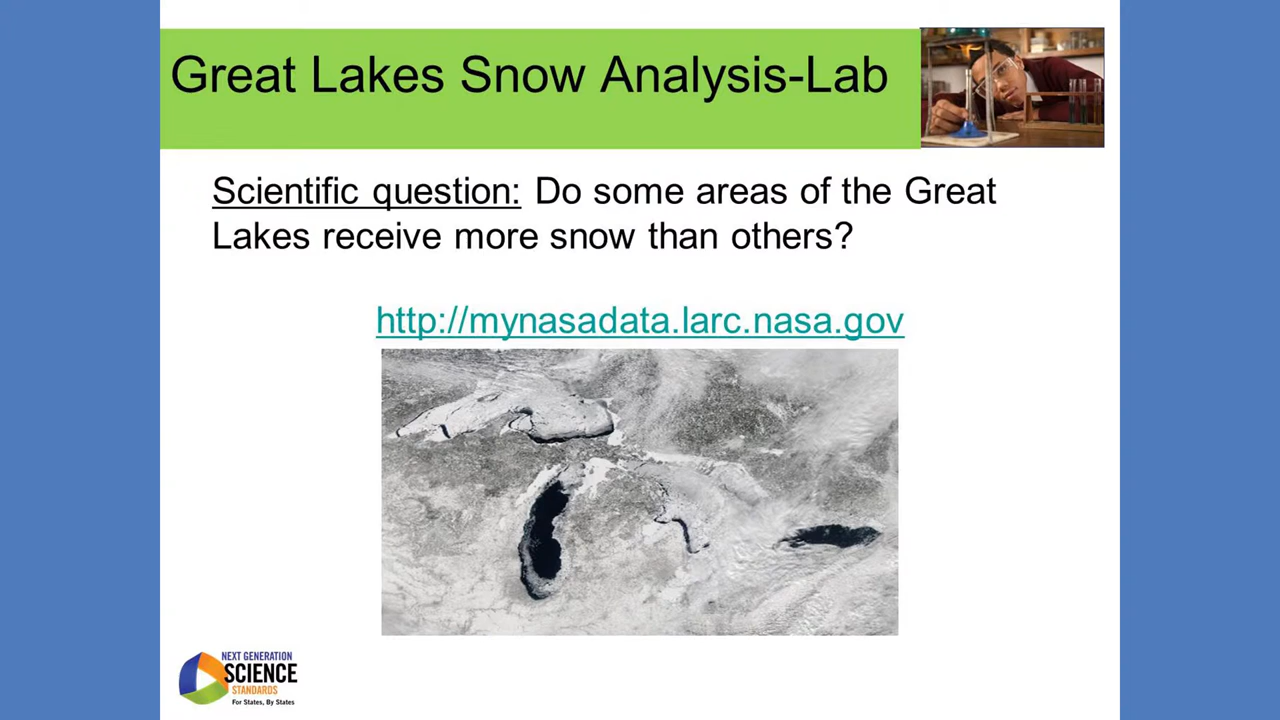 Great Lakes Snow Analysis-Lab
Scientific question: Do some areas of the Great
Lakes receive more snow than others?
http://mynasadata.larc.nasa.gov
NEXT GENERATION
SCIENCE
STANDARDS
For States, By States